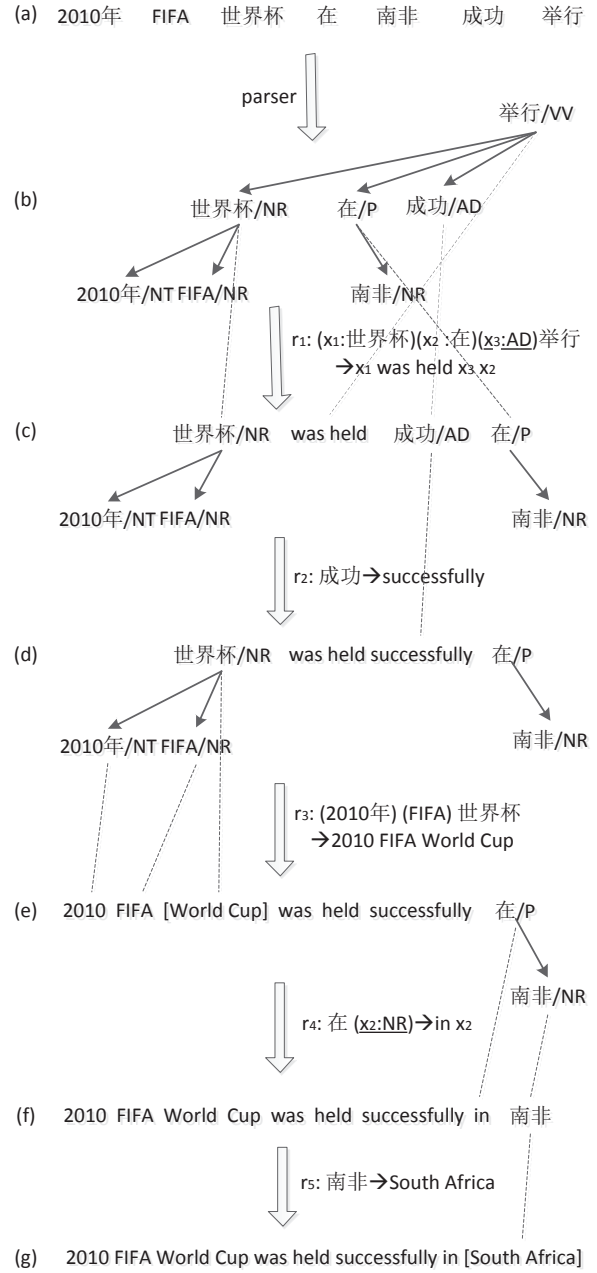 (a) 2010年 FIFA 世界杯 在 南非 成功 举行
parser
举行/VV
(b) 世界杯/NR 在/P 成功/AD
2010年/NT FIFA/NR 南非/NR
r1: (x1:世界杯)(x2 :在)(x3:AD)举行
→x1 was held x3 x2
(c) 世界杯/NR was held 成功/AD 在/P
2010年/NT FIFA/NR 南非/NR
r2: 成功→successfully
(d) 世界杯/NR was held successfully 在/P
2010年/NT FIFA/NR 南非/NR
r3: (2010年) (FIFA) 世界杯
→2010 FIFA World Cup
(e) 2010 FIFA [World Cup] was held successfully 在/P
南非/NR
r4: 在 (x2:NR)→in x2
(f) 2010 FIFA World Cup was held successfully in 南非
r5: 南非→South Africa
(g) 2010 FIFA World Cup was held successfully in [South Africa]